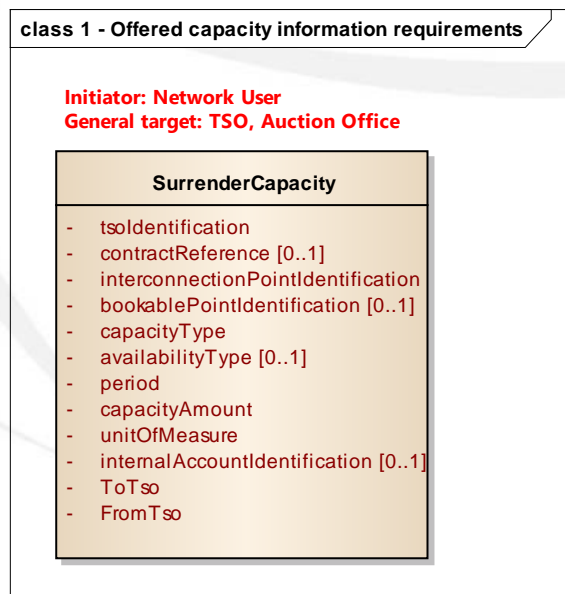 class 1 - Offered capacity information requirements
Initiator: Network User
General target: TSO, Auction Office
SurrenderCapacity
- tsoIdentification
- contractReference [0..1]
- interconnectionPointIdentification
- bookablePointIdentification [0..1]
- capacityType
- availabilityType [0..1]
- period
- capacityAmount
- unitOfMeasure
- internalAccountIdentification [0..1]
- ToTso
- FromTso